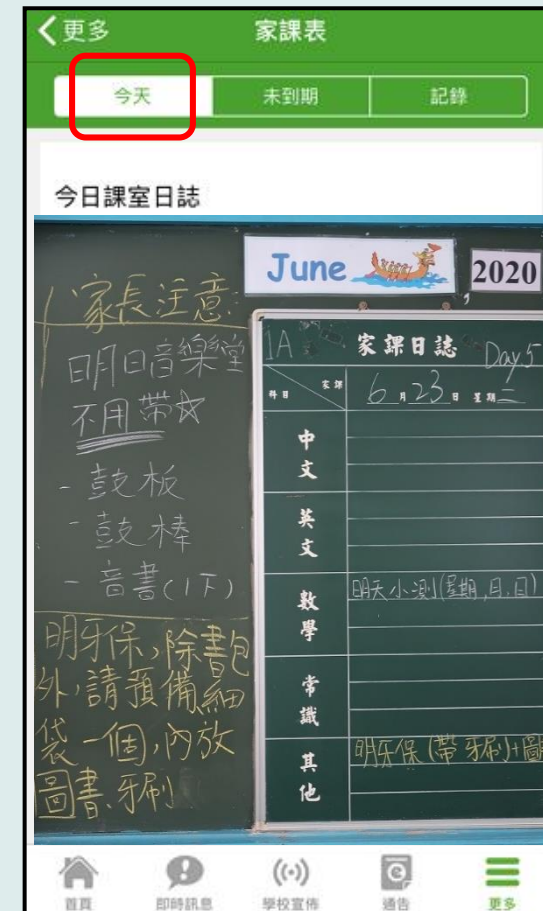 更多
家課表
今天
未到期
記錄
今日課室日誌
June
2020
家長注意:
明日音樂堂
不用帶☆
- 鼓板
- 鼓棒
- 音書(1下)
明牙保,除書包
外,請預備細
袋一個,內放
圖書、牙刷
1A
家課日誌
Day 5
科目
家課
6月23日 星期二
中文
英文
數學
明天小測(星期,月,日)
常識
其他
明牙保(帶牙刷)+圖
首頁
即時訊息
學校宣佈
通告
更多